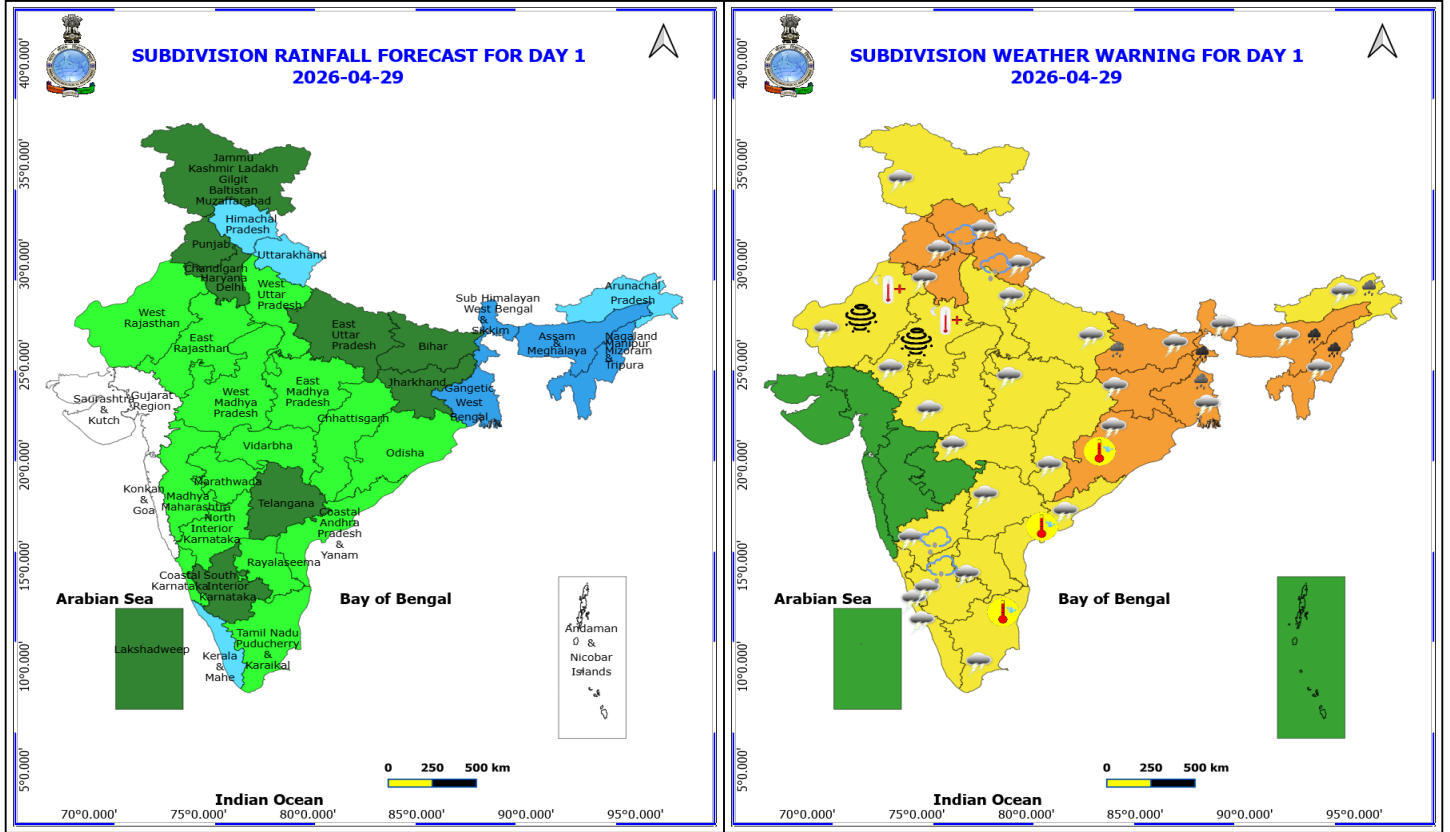 SUBDIVISION RAINFALL FORECAST FOR DAY 1
2026-04-29
40°0.000'
35°0.000'
30°0.000'
25°0.000'
20°0.000'
15°0.000'
10°0.000'
5°0.000'
Jammu
Kashmir Ladakh
Gilgit
Baltistan
Muzaffarabad
Himachal
Pradesh
Punjab
Uttarakhand
Chandigarh
Haryana
Delhi
West
Uttar
Pradesh
Arunachal
Pradesh
Sub Himalayan
West Bengal
&
Sikkim
West
Rajasthan
East
Rajasthan
East
Uttar
Pradesh
Bihar
Assam
&
Meghalaya
Nagaland
Manipur
Mizoram
&
Tripura
Jharkhand
Gangetic
West
Bengal
Saurashtra
&
Kutch
Gujarat
Region
West
Madhya
Pradesh
East
Madhya
Pradesh
Chhattisgarh
Vidarbha
Odisha
Konkan
&
Goa
Marathwada
Madhya
Maharashtra
Telangana
North
Interior
Karnataka
Coastal
Andhra
Pradesh
&
Yanam
Rayalaseema
Coastal
Karnataka
South
Interior
Karnataka
Arabian Sea
Bay of Bengal
Lakshadweep
Kerala
&
Mahe
Tamil Nadu
Puducherry
&
Karaikal
Andaman
&
Nicobar
Islands
0 250 500 km
Indian Ocean
70°0.000' 75°0.000' 80°0.000' 85°0.000' 90°0.000' 95°0.000'
SUBDIVISION WEATHER WARNING FOR DAY 1
2026-04-29
40°0.000'
35°0.000'
30°0.000'
25°0.000'
20°0.000'
15°0.000'
10°0.000'
5°0.000'
Arabian Sea
Bay of Bengal
0 250 500 km
Indian Ocean
70°0.000' 75°0.000' 80°0.000' 85°0.000' 90°0.000' 95°0.000'